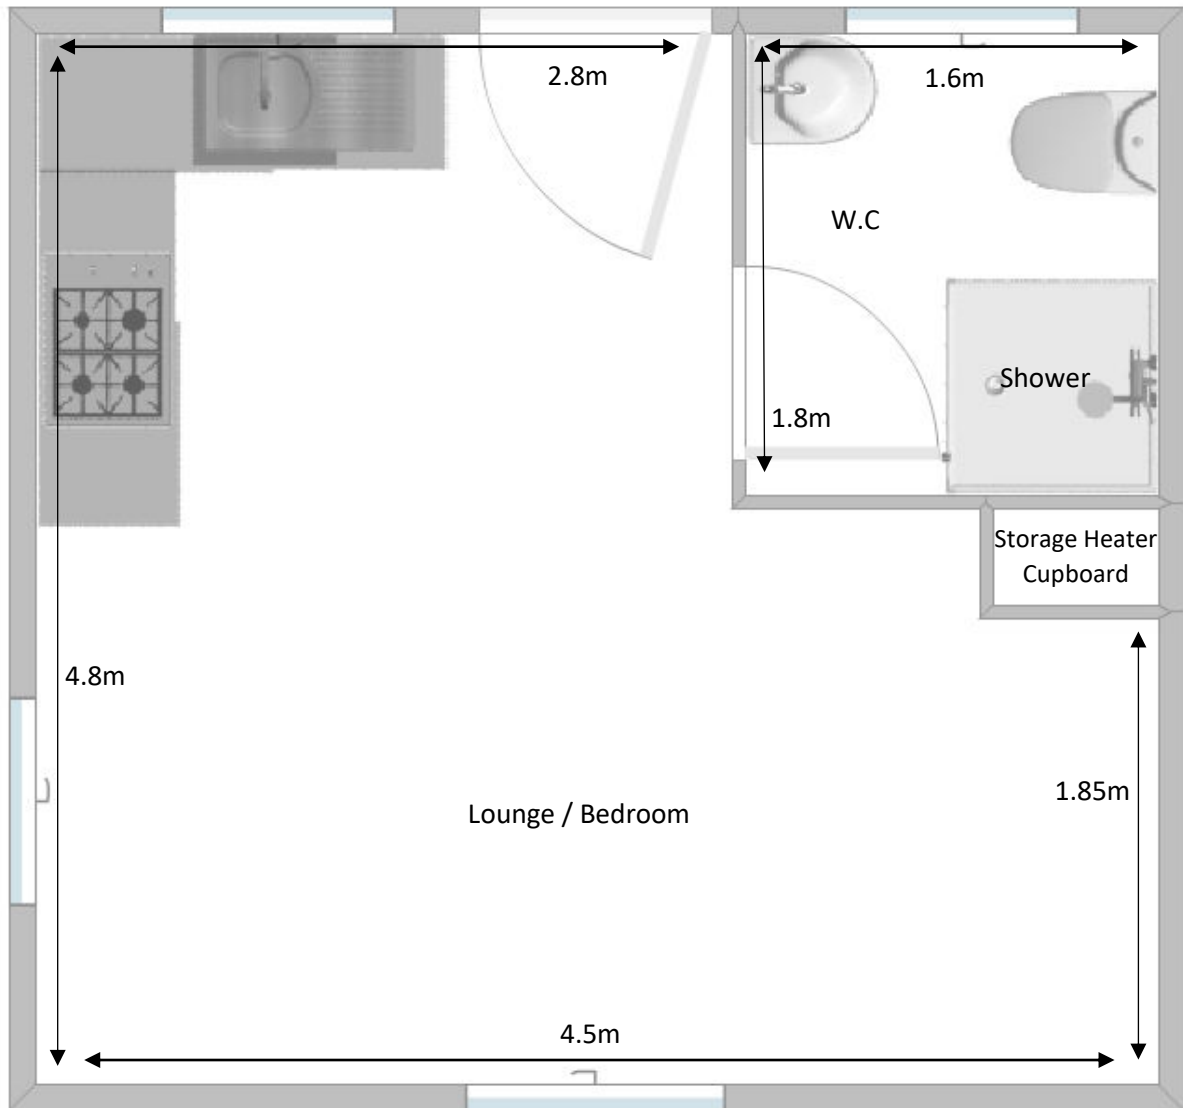 2.8m
1.6m
W.C
Shower
1.8m
Storage Heater
Cupboard
4.8m
1.85m
Lounge / Bedroom
4.5m